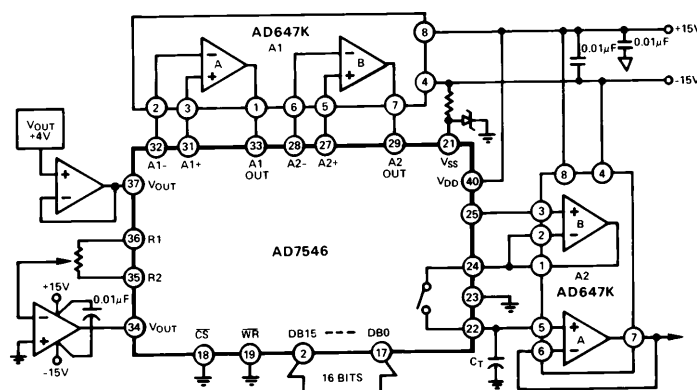 AD647K
A1
8
+15V
0.01μF
0.01μF
-15V
4
A
B
2
3
1
6
5
7
VOUT
+4V
32
31
33
28
27
29
21
A1-
A1+
A1
OUT
A2-
A2+
A2
OUT
VSS
VDD
40
37
VOUT
8
4
25
3
2
B
36
R1
AD7546
24
1
A2
AD647K
35
R2
23
+15V
0.01μF
34
VOUT
22
5
6
A
7
CT
-15V
CS
WR
DB15
DB0
18
19
2
17
16 BITS